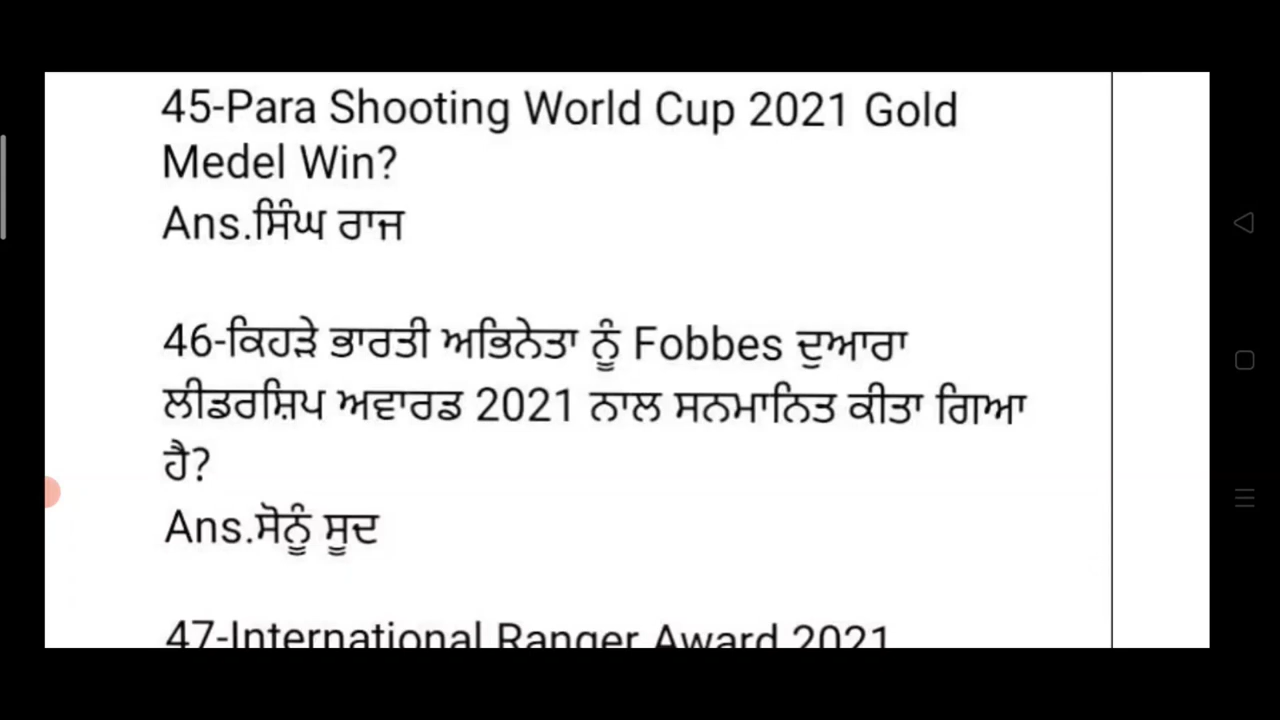 45-Para Shooting World Cup 2021 Gold
Medel Win?
Ans.ਸਿੰਘ ਰਾਜ
46-ਕਿਹੜੇ ਭਾਰਤੀ ਅਭਿਨੇਤਾ ਨੂੰ Fobbes ਦੁਆਰਾ
ਲੀਡਰਸ਼ਿਪ ਅਵਾਰਡ 2021 ਨਾਲ ਸਨਮਾਨਿਤ ਕੀਤਾ ਗਿਆ
ਹੈ?
Ans.ਸੋਨੂੰ ਸੂਦ
47-International Ranger Award 2021